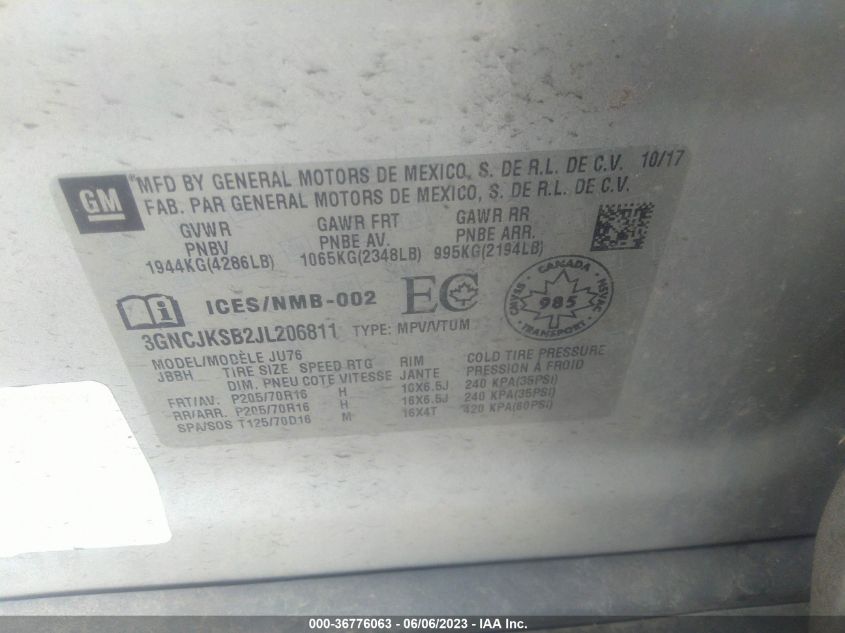 GM
MFD BY GENERAL MOTORS DE MEXICO, S. DE R.L. DE C.V. 10/17
FAB. PAR GENERAL MOTORS DE MEXICO, S. DE R.L. DE C.V.
GVWR GAWR FRT GAWR RR
PNBV PNBE AV. PNBE ARR.
1944KG(4286LB) 1065KG(2348LB) 995KG(2194LB)
ICES/NMB-002 EC
CANADA
CMVSS 985 NSVAC
TRANSPORT
3GNCJKSB2JL206811 TYPE: MPV/VTUM
MODEL/MODÈLE JU76
JBBH TIRE SIZE SPEED RTG RIM COLD TIRE PRESSURE
DIM. PNEU COTE VITESSE JANTE PRESSION A FROID
FRT/AV. P205/70R16 H 16X6.5J 240 KPA(35PSI)
RR/ARR. P205/70R16 H 16X6.5J 240 KPA(35PSI)
SPA/SOS T125/70D16 M 16X4T 420 KPA(60PSI)
000-36776063 - 06/06/2023 - IAA Inc.